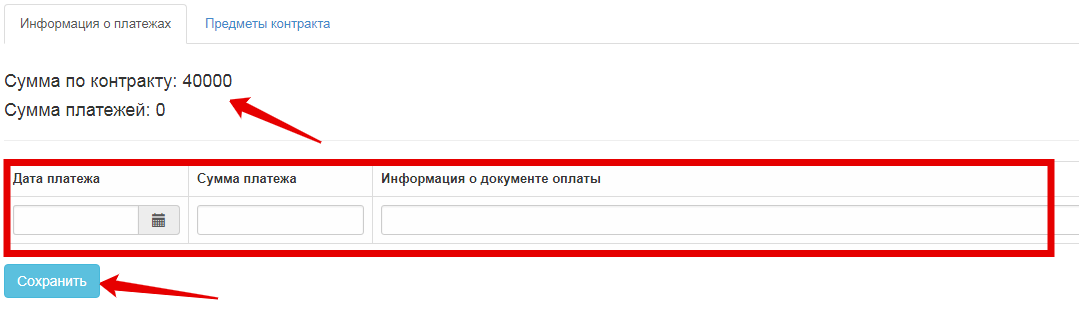 Информация о платежах Предметы контракта
Сумма по контракту: 40000
Сумма платежей: 0
Дата платежа Сумма платежа Информация о документе оплаты
Сохранить